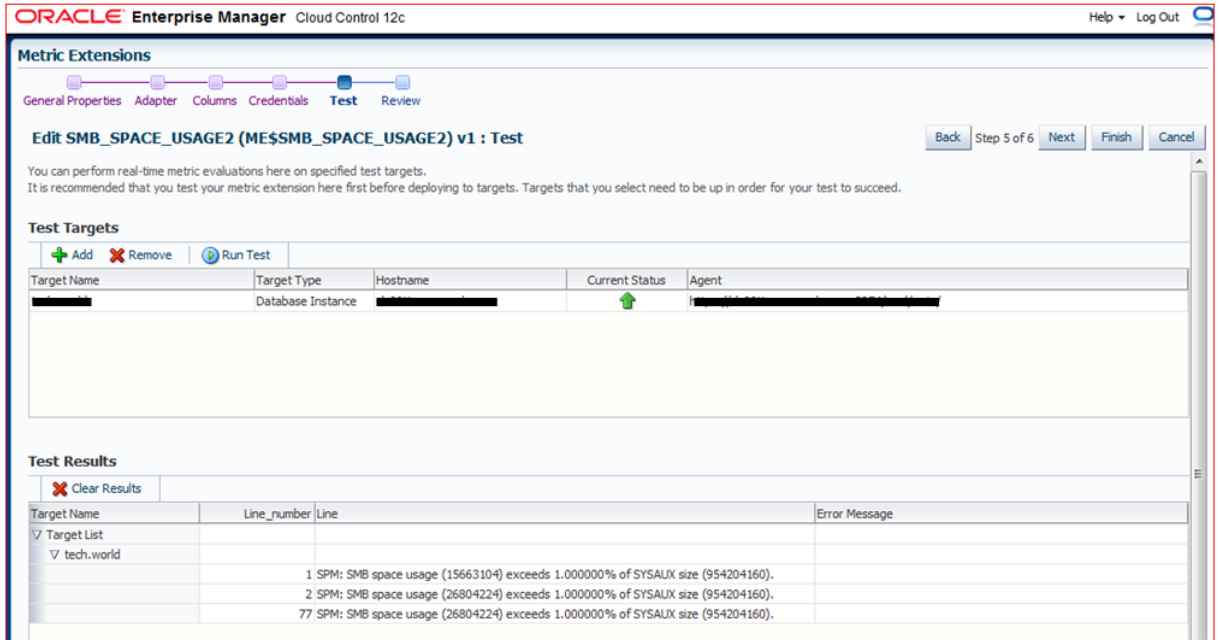 ORACLE Enterprise Manager Cloud Control 12c Help Log Out
Metric Extensions
General Properties Adapter Columns Credentials Test Review
Edit SMB_SPACE_USAGE2 (ME$SMB_SPACE_USAGE2) v1 : Test Back Step 5 of 6 Next Finish Cancel
You can perform real-time metric evaluations here on specified test targets.
It is recommended that you test your metric extension here first before deploying to targets. Targets that you select need to be up in order for your test to succeed.
Test Targets
Add Remove Run Test
Target Name Target Type Hostname Current Status Agent
Database Instance
Test Results
Clear Results
Target Name Line_number Line Error Message
Target List
tech.world
1 SPM: SMB space usage (15663104) exceeds 1.000000% of SYSAUX size (954204160).
2 SPM: SMB space usage (26804224) exceeds 1.000000% of SYSAUX size (954204160).
77 SPM: SMB space usage (26804224) exceeds 1.000000% of SYSAUX size (954204160).